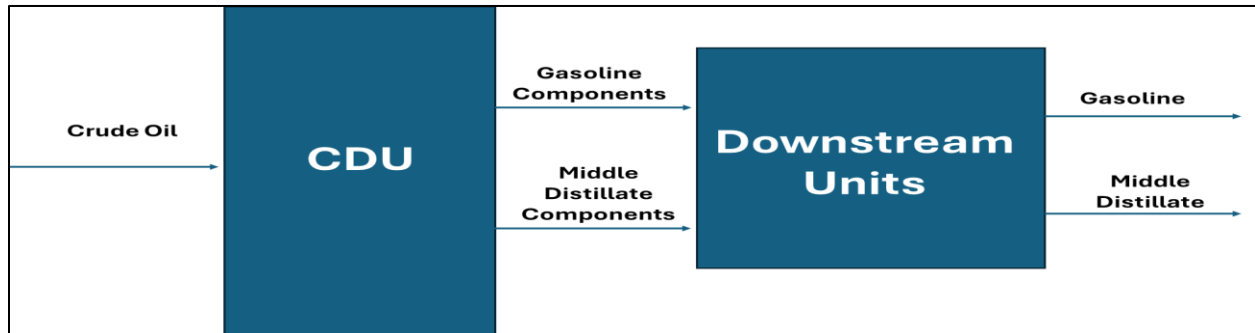 Crude Oil
CDU
Gasoline
Components
Middle
Distillate
Components
Downstream
Units
Gasoline
Middle
Distillate